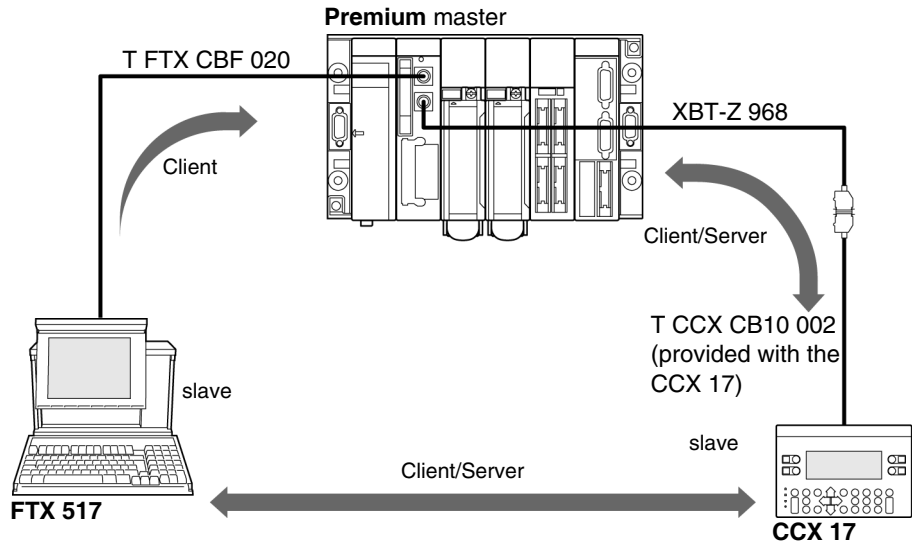 Premium master
T FTX CBF 020
XBT-Z 968
Client
Client/Server
T CCX CB10 002
(provided with the
CCX 17)
slave
slave
Client/Server
FTX 517
CCX 17